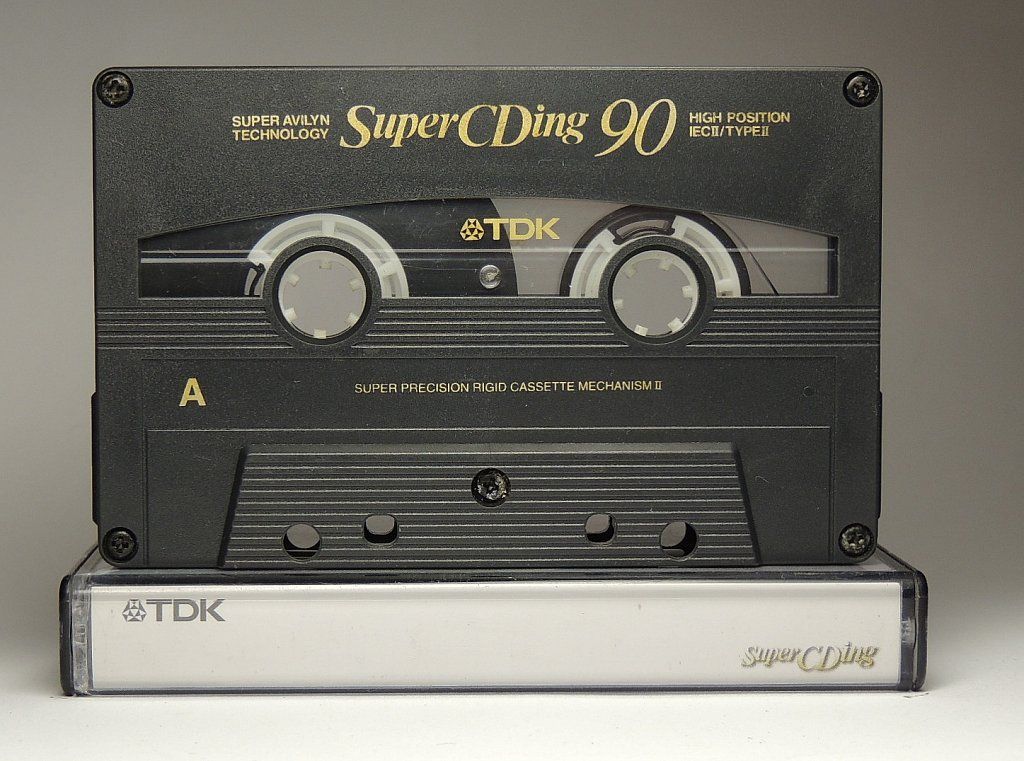 SUPER AVILYN
TECHNOLOGY
SuperCDing 90
HIGH POSITION
IECII/TYPEII
TDK
A
SUPER PRECISION RIGID CASSETTE MECHANISM II
TDK
SuperCDing